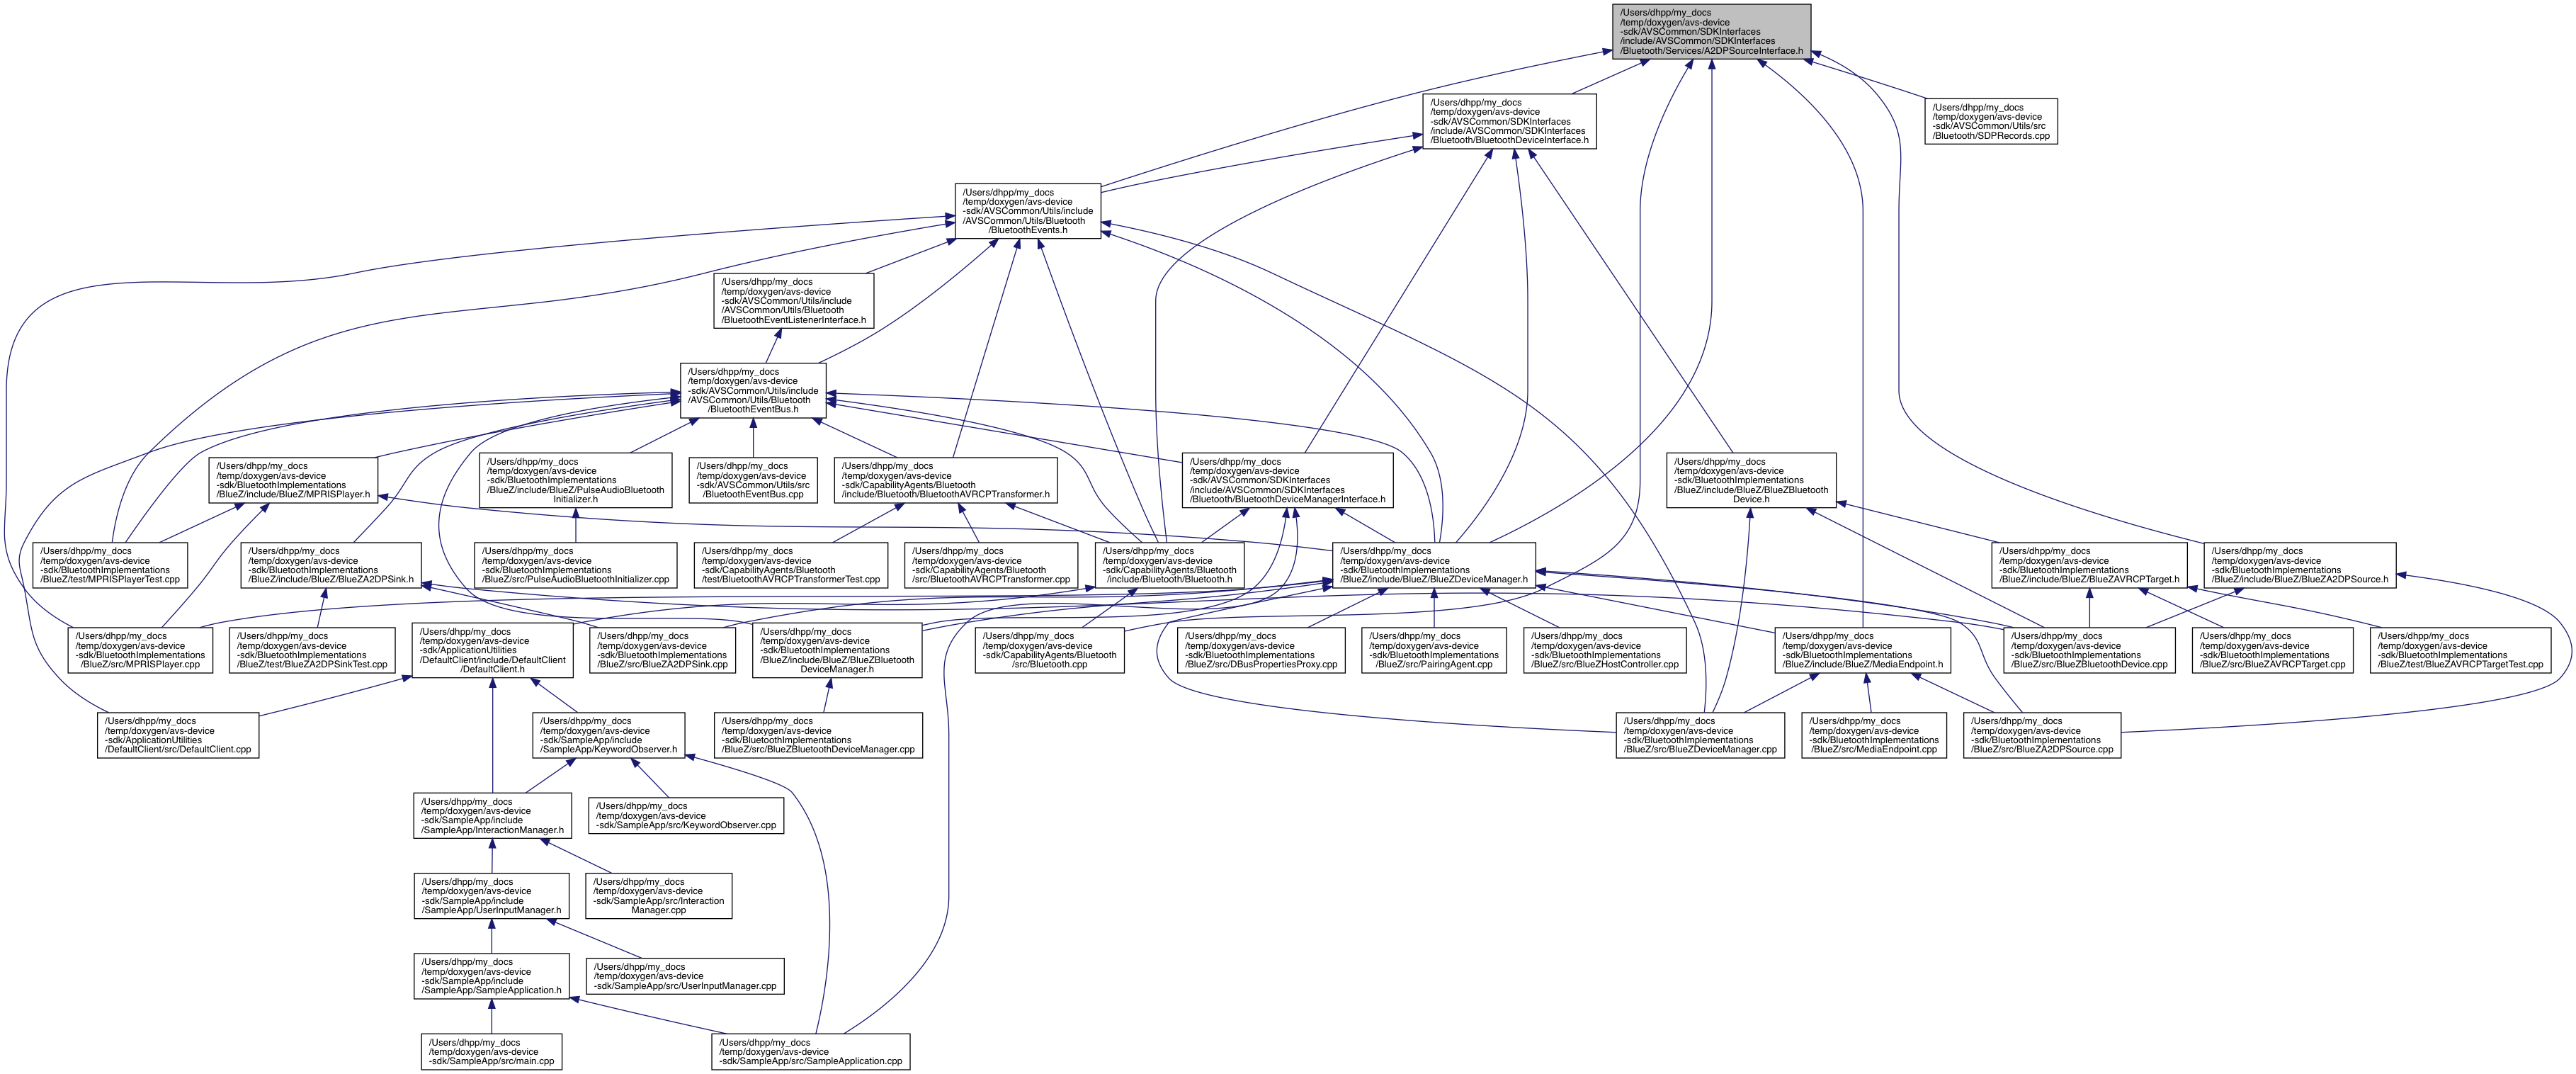 /Users/dhpp/my_docs
/temp/doxygen/avs-device
-sdk/AVSCommon/SDKInterfaces
/include/AVSCommon/SDKInterfaces
/Bluetooth/Services/A2DPSourceInterface.h
/Users/dhpp/my_docs
/temp/doxygen/avs-device
-sdk/AVSCommon/SDKInterfaces
/include/AVSCommon/SDKInterfaces
/Bluetooth/BluetoothDeviceInterface.h
/Users/dhpp/my_docs
/temp/doxygen/avs-device
-sdk/AVSCommon/Utils/src
/Bluetooth/SDPRecords.cpp
/Users/dhpp/my_docs
/temp/doxygen/avs-device
-sdk/AVSCommon/Utils/include
/AVSCommon/Utils/Bluetooth
/BluetoothEvents.h
/Users/dhpp/my_docs
/temp/doxygen/avs-device
-sdk/AVSCommon/Utils/include
/AVSCommon/Utils/Bluetooth
/BluetoothEventListenerInterface.h
/Users/dhpp/my_docs
/temp/doxygen/avs-device
-sdk/AVSCommon/Utils/include
/AVSCommon/Utils/Bluetooth
/BluetoothEventBus.h
/Users/dhpp/my_docs
/temp/doxygen/avs-device
-sdk/BluetoothImplementations
/BlueZ/include/BlueZ/MPRISPlayer.h
/Users/dhpp/my_docs
/temp/doxygen/avs-device
-sdk/BluetoothImplementations
/BlueZ/include/BlueZ/PulseAudioBluetooth
Initializer.h
/Users/dhpp/my_docs
/temp/doxygen/avs-device
-sdk/AVSCommon/Utils/src
/BluetoothEventBus.cpp
/Users/dhpp/my_docs
/temp/doxygen/avs-device
-sdk/CapabilityAgents/Bluetooth
/include/Bluetooth/BluetoothAVRCPTransformer.h
/Users/dhpp/my_docs
/temp/doxygen/avs-device
-sdk/AVSCommon/SDKInterfaces
/include/AVSCommon/SDKInterfaces
/Bluetooth/BluetoothDeviceManagerInterface.h
/Users/dhpp/my_docs
/temp/doxygen/avs-device
-sdk/BluetoothImplementations
/BlueZ/include/BlueZ/BlueZBluetooth
Device.h
/Users/dhpp/my_docs
/temp/doxygen/avs-device
-sdk/BluetoothImplementations
/BlueZ/test/MPRISPlayerTest.cpp
/Users/dhpp/my_docs
/temp/doxygen/avs-device
-sdk/BluetoothImplementations
/BlueZ/include/BlueZ/BlueZA2DPSink.h
/Users/dhpp/my_docs
/temp/doxygen/avs-device
-sdk/BluetoothImplementations
/BlueZ/src/PulseAudioBluetoothInitializer.cpp
/Users/dhpp/my_docs
/temp/doxygen/avs-device
-sdk/CapabilityAgents/Bluetooth
/test/BluetoothAVRCPTransformerTest.cpp
/Users/dhpp/my_docs
/temp/doxygen/avs-device
-sdk/CapabilityAgents/Bluetooth
/src/BluetoothAVRCPTransformer.cpp
/Users/dhpp/my_docs
/temp/doxygen/avs-device
-sdk/CapabilityAgents/Bluetooth
/include/Bluetooth/Bluetooth.h
/Users/dhpp/my_docs
/temp/doxygen/avs-device
-sdk/BluetoothImplementations
/BlueZ/include/BlueZ/BlueZDeviceManager.h
/Users/dhpp/my_docs
/temp/doxygen/avs-device
-sdk/BluetoothImplementations
/BlueZ/include/BlueZ/BlueZAVRCPTarget.h
/Users/dhpp/my_docs
/temp/doxygen/avs-device
-sdk/BluetoothImplementations
/BlueZ/include/BlueZ/BlueZA2DPSource.h
/Users/dhpp/my_docs
/temp/doxygen/avs-device
-sdk/BluetoothImplementations
/BlueZ/src/MPRISPlayer.cpp
/Users/dhpp/my_docs
/temp/doxygen/avs-device
-sdk/BluetoothImplementations
/BlueZ/test/BlueZA2DPSinkTest.cpp
/Users/dhpp/my_docs
/temp/doxygen/avs-device
-sdk/ApplicationUtilities
/DefaultClient/include/DefaultClient
/DefaultClient.h
/Users/dhpp/my_docs
/temp/doxygen/avs-device
-sdk/BluetoothImplementations
/BlueZ/src/BlueZA2DPSink.cpp
/Users/dhpp/my_docs
/temp/doxygen/avs-device
-sdk/BluetoothImplementations
/BlueZ/include/BlueZ/BlueZBluetooth
DeviceManager.h
/Users/dhpp/my_docs
/temp/doxygen/avs-device
-sdk/CapabilityAgents/Bluetooth
/src/Bluetooth.cpp
/Users/dhpp/my_docs
/temp/doxygen/avs-device
-sdk/BluetoothImplementations
/BlueZ/src/DBusPropertiesProxy.cpp
/Users/dhpp/my_docs
/temp/doxygen/avs-device
-sdk/BluetoothImplementations
/BlueZ/src/PairingAgent.cpp
/Users/dhpp/my_docs
/temp/doxygen/avs-device
-sdk/BluetoothImplementations
/BlueZ/src/BlueZHostController.cpp
/Users/dhpp/my_docs
/temp/doxygen/avs-device
-sdk/BluetoothImplementations
/BlueZ/include/BlueZ/MediaEndpoint.h
/Users/dhpp/my_docs
/temp/doxygen/avs-device
-sdk/BluetoothImplementations
/BlueZ/src/BlueZBluetoothDevice.cpp
/Users/dhpp/my_docs
/temp/doxygen/avs-device
-sdk/BluetoothImplementations
/BlueZ/src/BlueZAVRCPTarget.cpp
/Users/dhpp/my_docs
/temp/doxygen/avs-device
-sdk/BluetoothImplementations
/BlueZ/test/BlueZAVRCPTargetTest.cpp
/Users/dhpp/my_docs
/temp/doxygen/avs-device
-sdk/ApplicationUtilities
/DefaultClient/src/DefaultClient.cpp
/Users/dhpp/my_docs
/temp/doxygen/avs-device
-sdk/SampleApp/include
/SampleApp/KeywordObserver.h
/Users/dhpp/my_docs
/temp/doxygen/avs-device
-sdk/BluetoothImplementations
/BlueZ/src/BlueZBluetoothDeviceManager.cpp
/Users/dhpp/my_docs
/temp/doxygen/avs-device
-sdk/BluetoothImplementations
/BlueZ/src/BlueZDeviceManager.cpp
/Users/dhpp/my_docs
/temp/doxygen/avs-device
-sdk/BluetoothImplementations
/BlueZ/src/MediaEndpoint.cpp
/Users/dhpp/my_docs
/temp/doxygen/avs-device
-sdk/BluetoothImplementations
/BlueZ/src/BlueZA2DPSource.cpp
/Users/dhpp/my_docs
/temp/doxygen/avs-device
-sdk/SampleApp/include
/SampleApp/InteractionManager.h
/Users/dhpp/my_docs
/temp/doxygen/avs-device
-sdk/SampleApp/src/KeywordObserver.cpp
/Users/dhpp/my_docs
/temp/doxygen/avs-device
-sdk/SampleApp/include
/SampleApp/UserInputManager.h
/Users/dhpp/my_docs
/temp/doxygen/avs-device
-sdk/SampleApp/src/Interaction
Manager.cpp
/Users/dhpp/my_docs
/temp/doxygen/avs-device
-sdk/SampleApp/include
/SampleApp/SampleApplication.h
/Users/dhpp/my_docs
/temp/doxygen/avs-device
-sdk/SampleApp/src/UserInputManager.cpp
/Users/dhpp/my_docs
/temp/doxygen/avs-device
-sdk/SampleApp/src/main.cpp
/Users/dhpp/my_docs
/temp/doxygen/avs-device
-sdk/SampleApp/src/SampleApplication.cpp